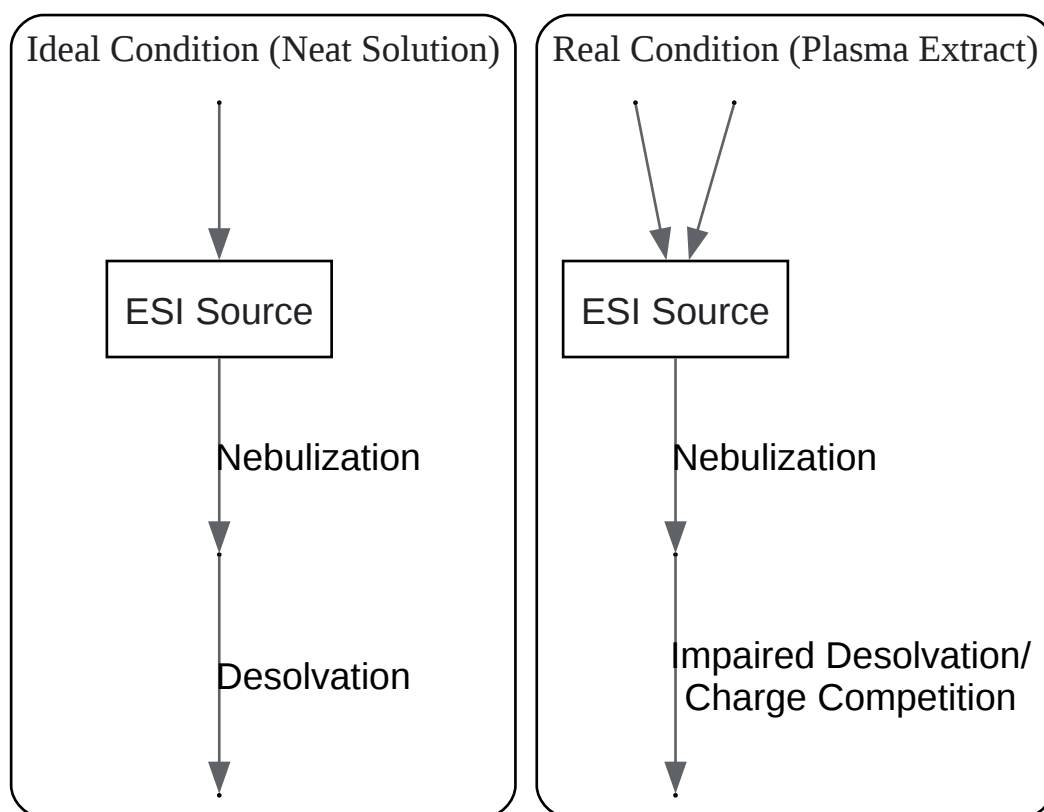 Ideal Condition (Neat Solution)
ESI Source
Nebulization
Desolvation
Real Condition (Plasma Extract)
ESI Source
Nebulization
Impaired Desolvation/
Charge Competition